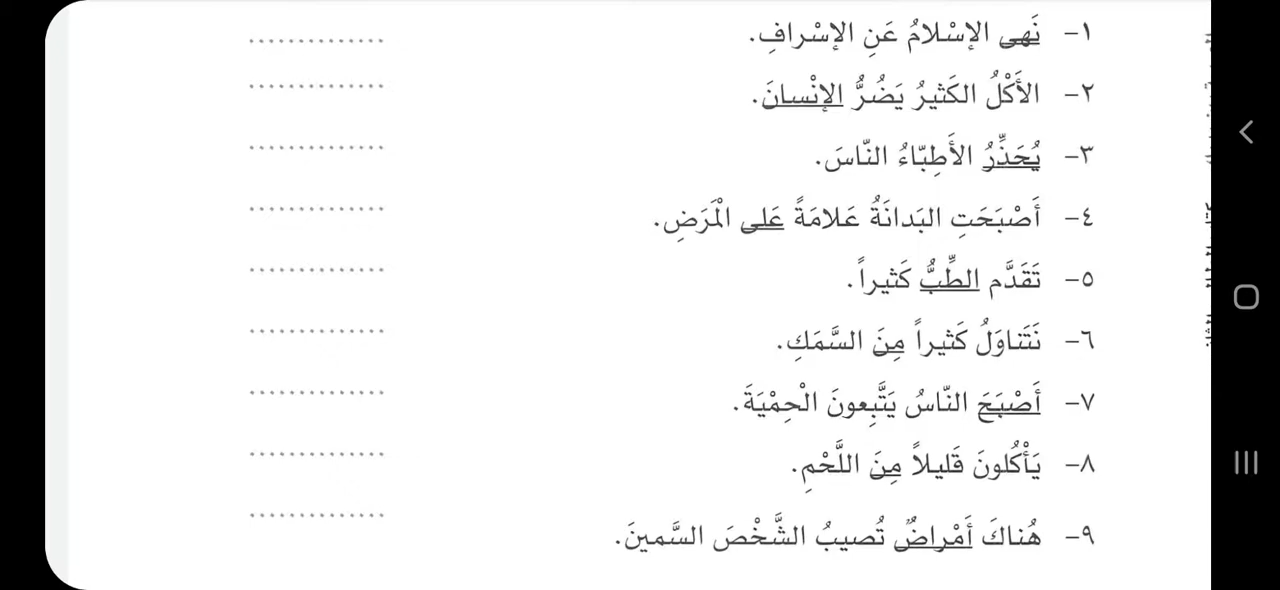 ١- نَهى الإسْلامُ عَنِ الإسْرافِ. ..............
٢- الأَكْلُ الكَثيرُ يَضُرُّ الإنْسانَ. ..............
٣- يُحَذِّرُ الأَطِبّاءُ النّاسَ. ..............
٤- أَصْبَحَتِ البَدانَةُ عَلامَةً عَلى الْمَرَضِ. ..............
٥- تَقَدَّم الطِّبُّ كَثيراً. ..............
٦- نَتَناوَلُ كَثيراً مِنَ السَّمَكِ. ..............
٧- أَصْبَحَ النّاسُ يَتَّبِعونَ الْحِمْيَةَ. ..............
٨- يَأْكُلونَ قَليلاً مِنَ اللَّحْمِ. ..............
٩- هُناكَ أَمْراضٌ تُصيبُ الشَّخْصَ السَّمينَ. ..............